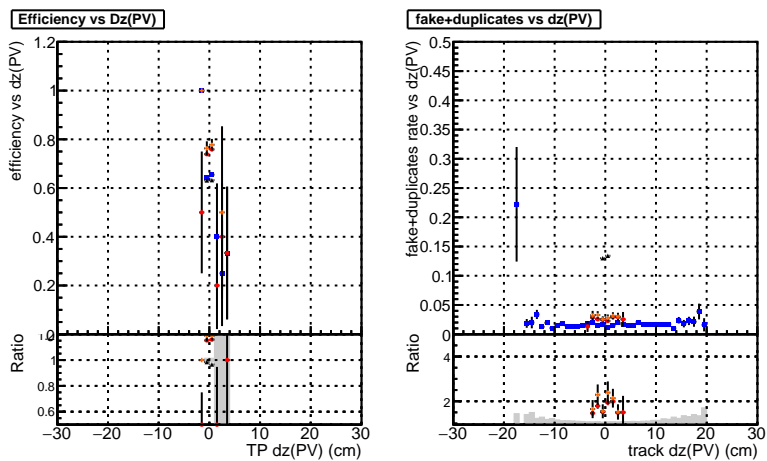 Efficiency vs Dz(PV)
efficiency vs dz(PV)
1.2
1
0.8
0.6
0.4
0.2
0
Ratio
1
0.8
0.6
−30 −20 −10 0 10 20 30
TP dz(PV) (cm)
fake+duplicates vs dz(PV)
fake+duplicates rate vs dz(PV)
0.5
0.45
0.4
0.35
0.3
0.25
0.2
0.15
0.1
0.05
0
Ratio
4
2
−30 −20 −10 0 10 20 30
track dz(PV) (cm)